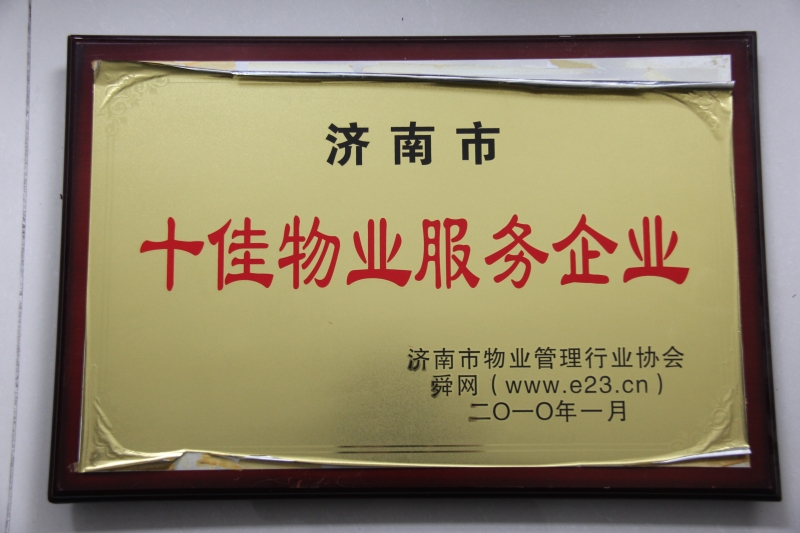 济南市
十佳物业服务企业
济南市物业管理行业协会
舜网（www.e23.cn）
二〇一〇年一月